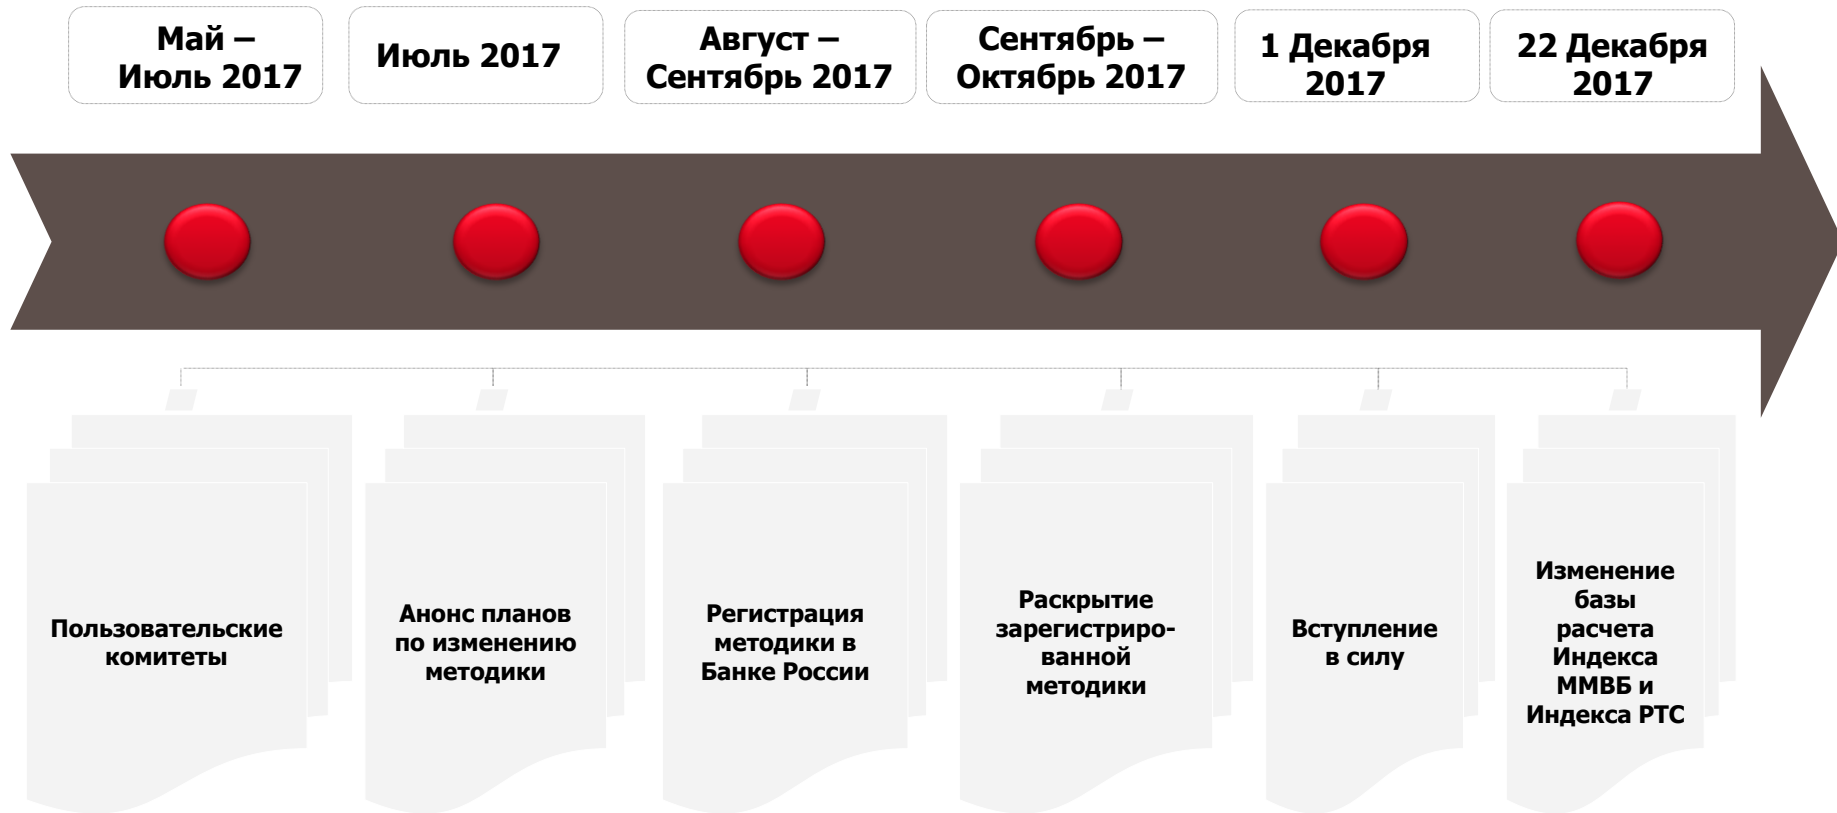 Май –
Июль 2017
Июль 2017
Август –
Сентябрь 2017
Сентябрь –
Октябрь 2017
1 Декабря
2017
22 Декабря
2017
Пользовательские
комитеты
Анонс планов
по изменению
методики
Регистрация
методики в
Банке России
Раскрытие
зарегистриро-
ванной
методики
Вступление
в силу
Изменение
базы
расчета
Индекса
ММВБ и
Индекса РТС